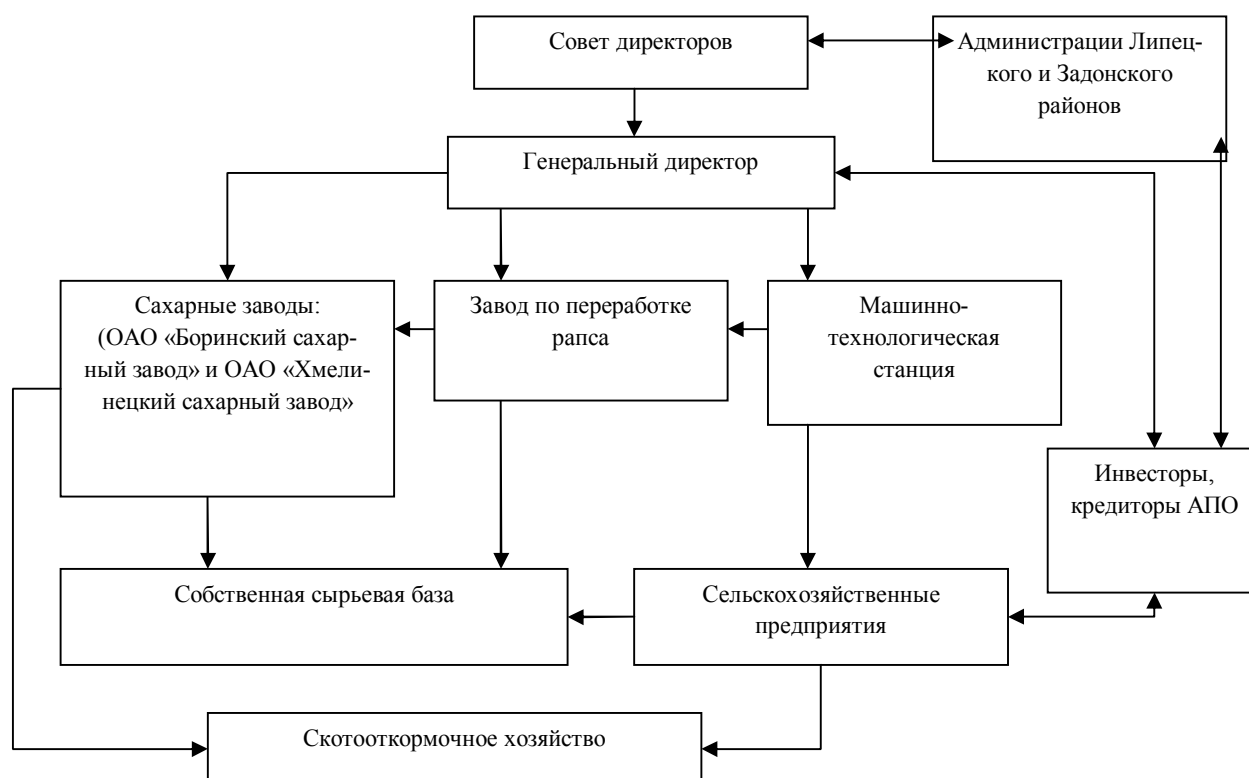 Совет директоров
Администрации Липец-
кого и Задонского
районов
Генеральный директор
Сахарные заводы:
(ОАО «Боринский сахар-
ный завод» и ОАО «Хмели-
нецкий сахарный завод»
Завод по переработке
рапса
Машинно-
технологическая
станция
Инвесторы,
кредиторы АПО
Собственная сырьевая база
Сельскохозяйственные
предприятия
Скотооткормочное хозяйство